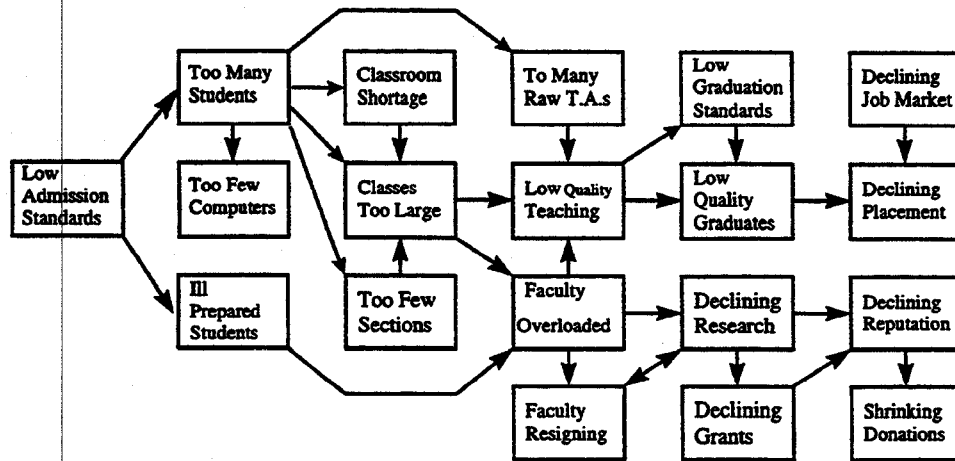 Too Many
Students
Classroom
Shortage
To Many
Raw T.A.s
Low
Graduation
Standards
Declining
Job Market
Low
Admission
Standards
Too Few
Computers
Classes
Too Large
Low Quality
Teaching
Low
Quality
Graduates
Declining
Placement
Ill
Prepared
Students
Too Few
Sections
Faculty
Overloaded
Declining
Research
Declining
Reputation
Faculty
Resigning
Declining
Grants
Shrinking
Donations